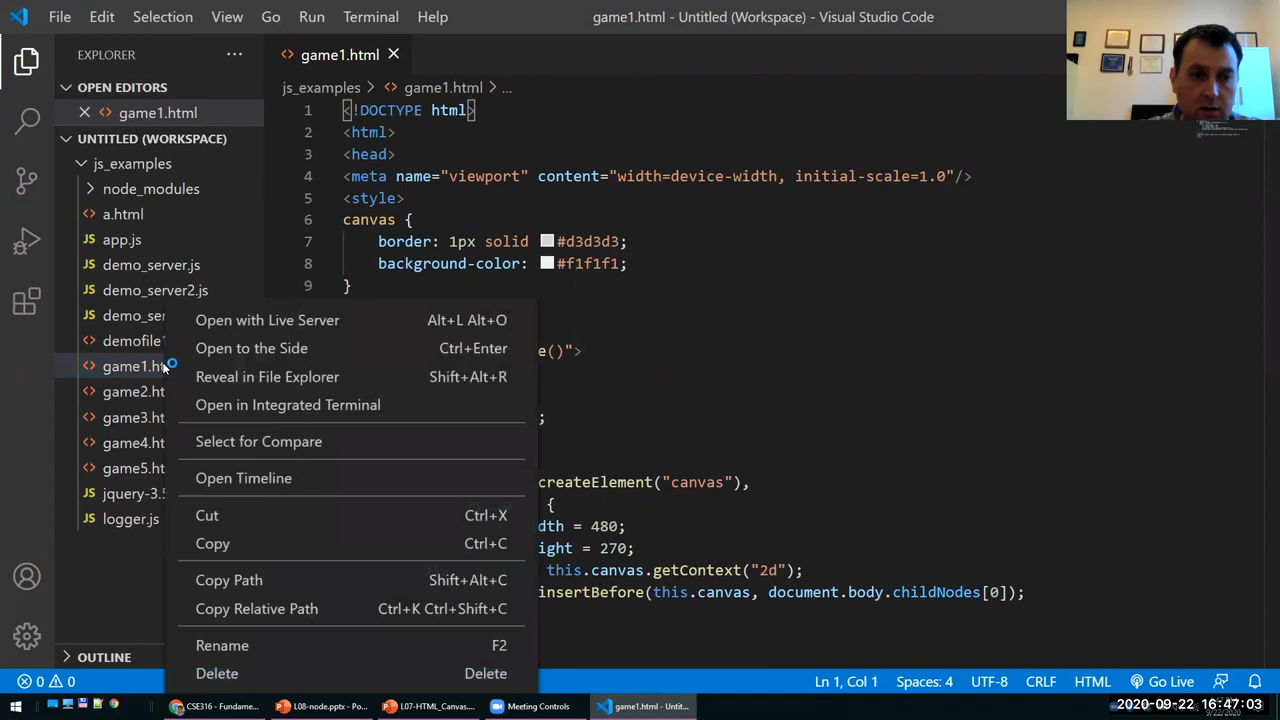 File Edit Selection View Go Run Terminal Help
game1.html - Untitled (Workspace) - Visual Studio Code
EXPLORER
OPEN EDITORS
game1.html
UNTITLED (WORKSPACE)
js_examples
node_modules
a.html
app.js
demo_server.js
demo_server2.js
demo_ser
demofile1
game1.ht
game2.ht
game3.ht
game4.ht
game5.ht
jquery-3.5
logger.js
OUTLINE
game1.html
js_examples > game1.html > ...
1 <!DOCTYPE html>
2 <html>
3 <head>
4 <meta name="viewport" content="width=device-width, initial-scale=1.0"/>
5 <style>
6 canvas {
7 border: 1px solid #d3d3d3;
8 background-color: #f1f1f1;
9 }
e()">
;
createElement("canvas"),
{
dth = 480;
ight = 270;
this.canvas.getContext("2d");
insertBefore(this.canvas, document.body.childNodes[0]);
Open with Live Server Alt+L Alt+O
Open to the Side Ctrl+Enter
Reveal in File Explorer Shift+Alt+R
Open in Integrated Terminal
Select for Compare
Open Timeline
Cut Ctrl+X
Copy Ctrl+C
Copy Path Shift+Alt+C
Copy Relative Path Ctrl+K Ctrl+Shift+C
Rename F2
Delete Delete
0 0 Ln 1, Col 1 Spaces: 4 UTF-8 CRLF HTML Go Live
CSE316 - Fundame... L08-node.pptx - Po... L07-HTML_Canvas... Meeting Controls game1.html - Untit...
2020-09-22 16:47:03